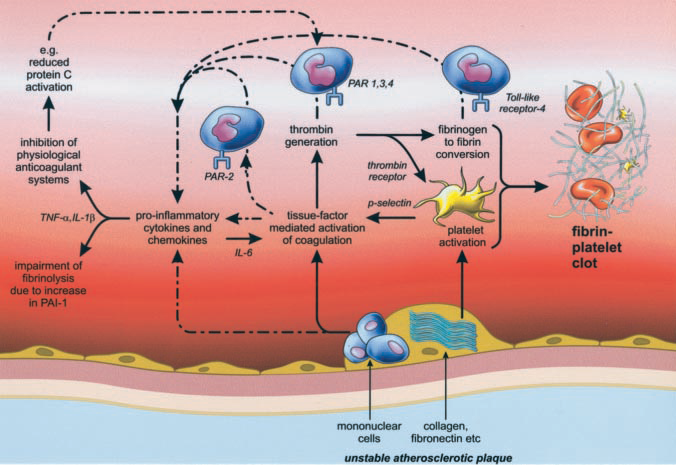 e.g.
reduced
protein C
activation
inhibition of
physiological
anticoagulant
systems
TNF-α,IL-1β
impairment of
fibrinolysis
due to increase
in PAI-1
pro-inflammatory
cytokines and
chemokines
IL-6
PAR-2
PAR 1,3,4
thrombin
generation
tissue-factor
mediated activation
of coagulation
Toll-like
receptor-4
fibrinogen
to fibrin
conversion
thrombin
receptor
p-selectin
platelet
activation
fibrin-
platelet
clot
mononuclear
cells
collagen,
fibronectin etc
unstable atherosclerotic plaque